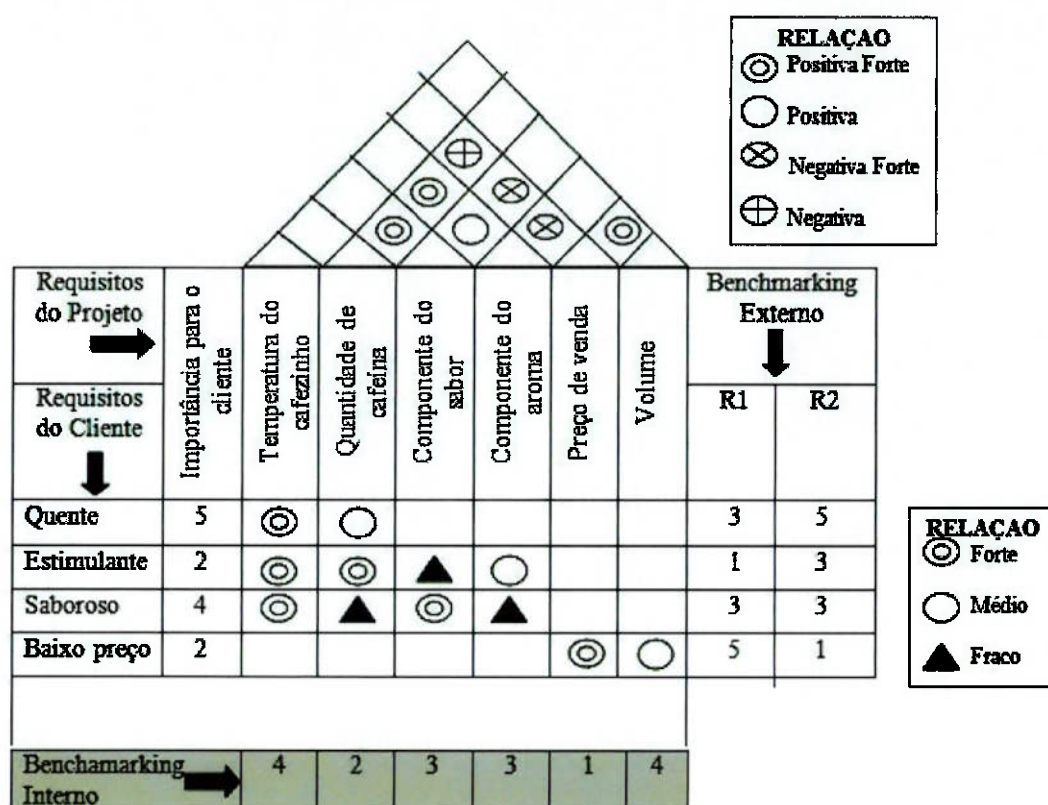 RELAÇAO
Positiva Forte
Positiva
Negativa Forte
Negativa
Requisitos
do Projeto
Importância para o
cliente
Temperatura do
cafezinho
Quantidade de
cafeína
Componente do
sabor
Componente do
aroma
Preço de venda
Volume
Benchmarking
Externo
Requisitos
do Cliente
R1 R2
Quente 5 3 5
Estimulante 2 1 3
Saboroso 4 3 3
Baixo preço 2 5 1
RELAÇAO
Forte
Médio
Fraco
Benchamarking
Interno
4 2 3 3 1 4